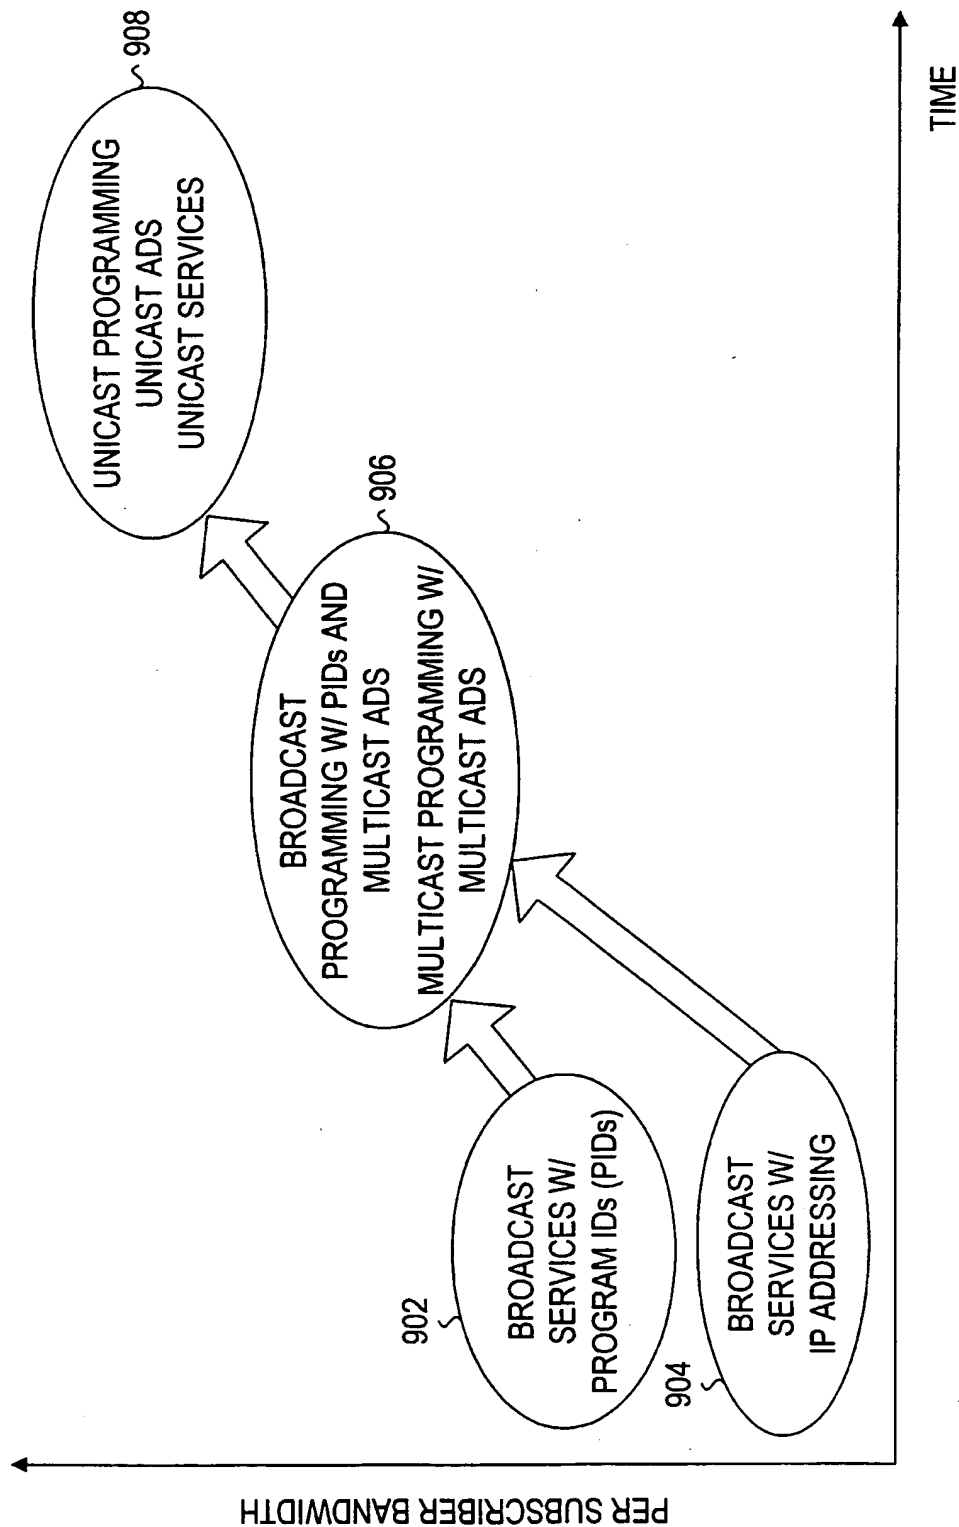 PER SUBSCRIBER BANDWIDTH
902
BROADCAST
SERVICES W/
PROGRAM IDs (PIDs)
904
BROADCAST
SERVICES W/
IP ADDRESSING
906
BROADCAST
PROGRAMMING W/ PIDs AND
MULTICAST ADS
MULTICAST PROGRAMMING W/
MULTICAST ADS
908
UNICAST PROGRAMMING
UNICAST ADS
UNICAST SERVICES
TIME